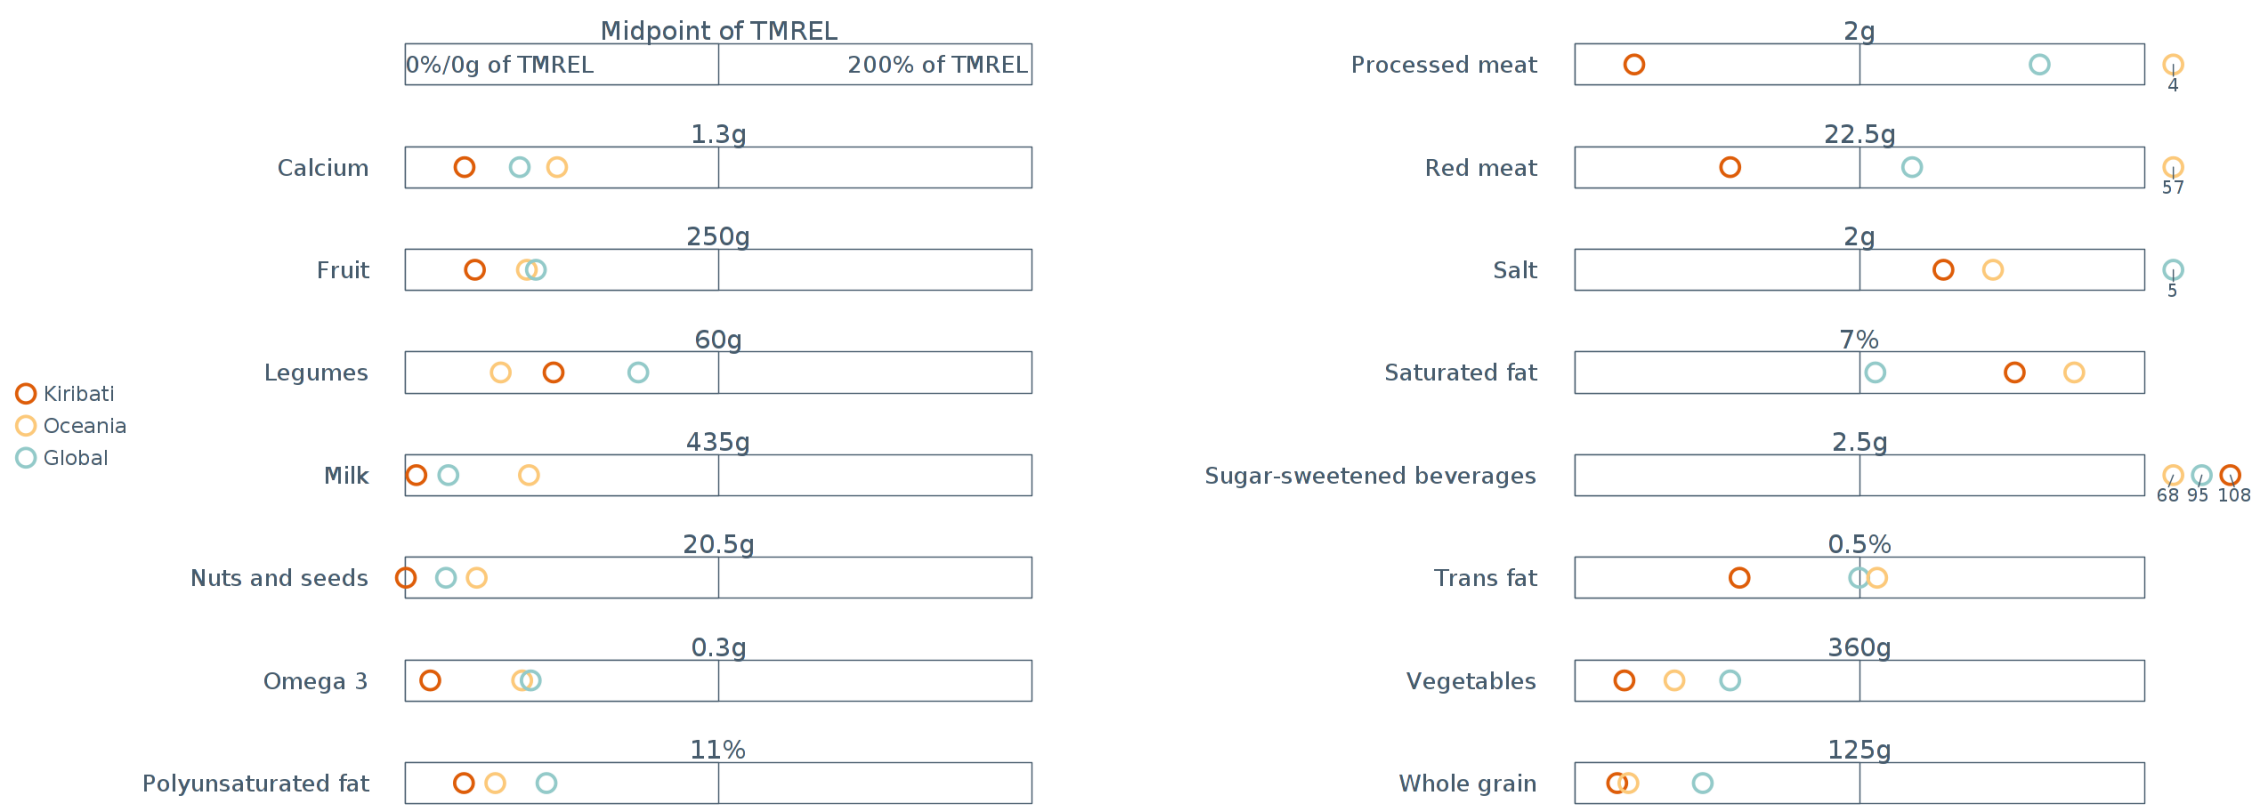 Midpoint of TMREL
0%/0g of TMREL
200% of TMREL
1.3g
Calcium
250g
Fruit
60g
Legumes
435g
Milk
20.5g
Nuts and seeds
0.3g
Omega 3
11%
Polyunsaturated fat
Kiribati
Oceania
Global
2g
Processed meat
4
22.5g
Red meat
57
2g
Salt
5
7%
Saturated fat
2.5g
Sugar-sweetened beverages
68 95 108
0.5%
Trans fat
360g
Vegetables
125g
Whole grain